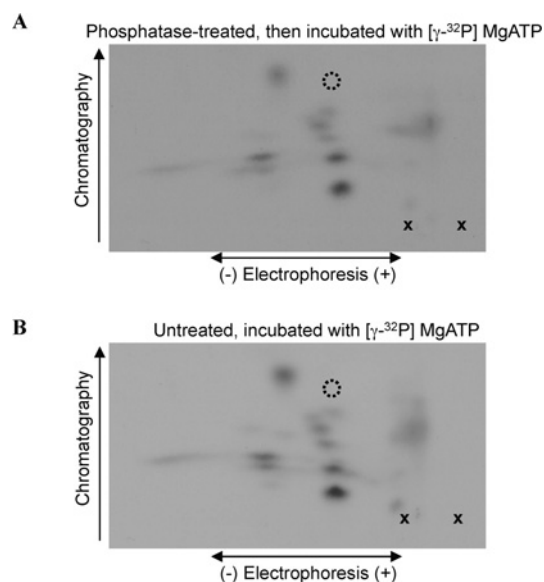 A
Phosphatase-treated, then incubated with [γ-³²P] MgATP
Chromatography
x x
(-) Electrophoresis (+)
B
Untreated, incubated with [γ-³²P] MgATP
Chromatography
x x
(-) Electrophoresis (+)